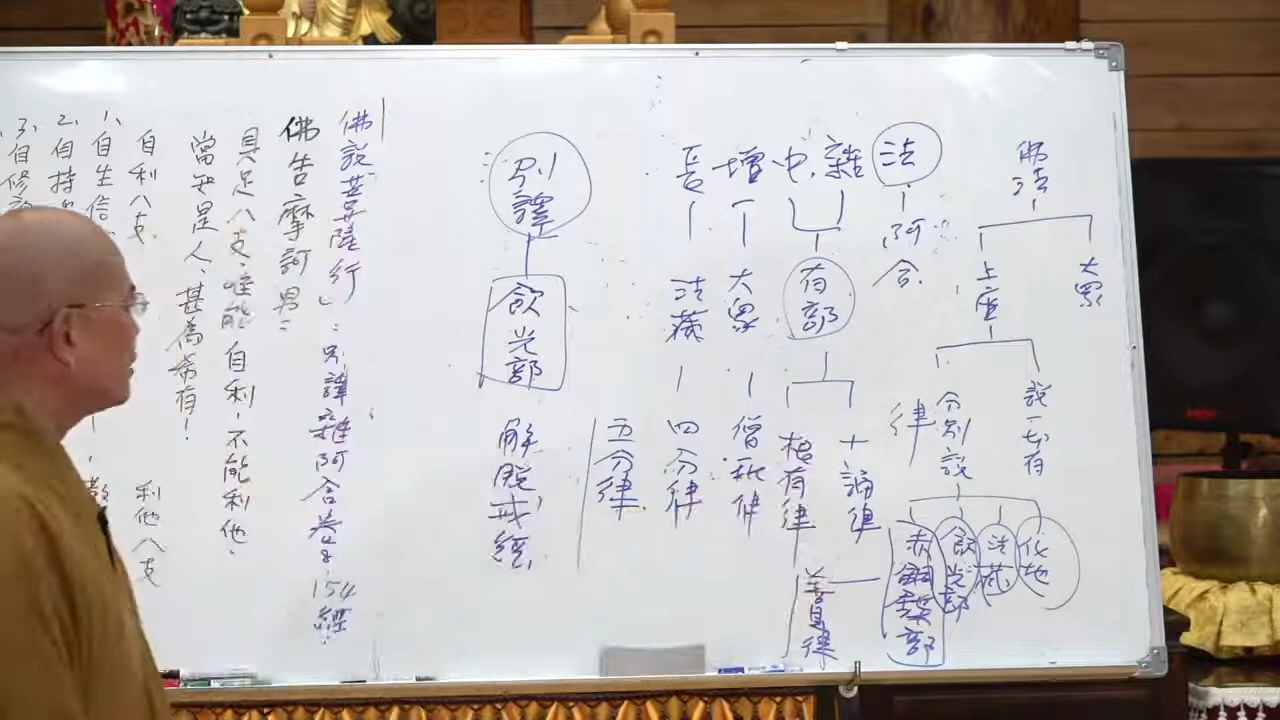 佛法
大眾
上座
說一切有
分別說
化地
法藏
飲光部
赤銅鍱部
法
阿含
律
雜
中
有部
十誦律
根有律
善見律
增
大眾
僧祇律
長
法藏
四分律
五分律
別譯
飲光部
解脫戒經
佛說菩薩行」:別譯雜阿含卷8 154經
佛告摩訶男:
具足八支,唯能自利,不能利他,
當知是人、甚為希有!
自利八支
利他八支
1、自生信
2、自持
3、自修